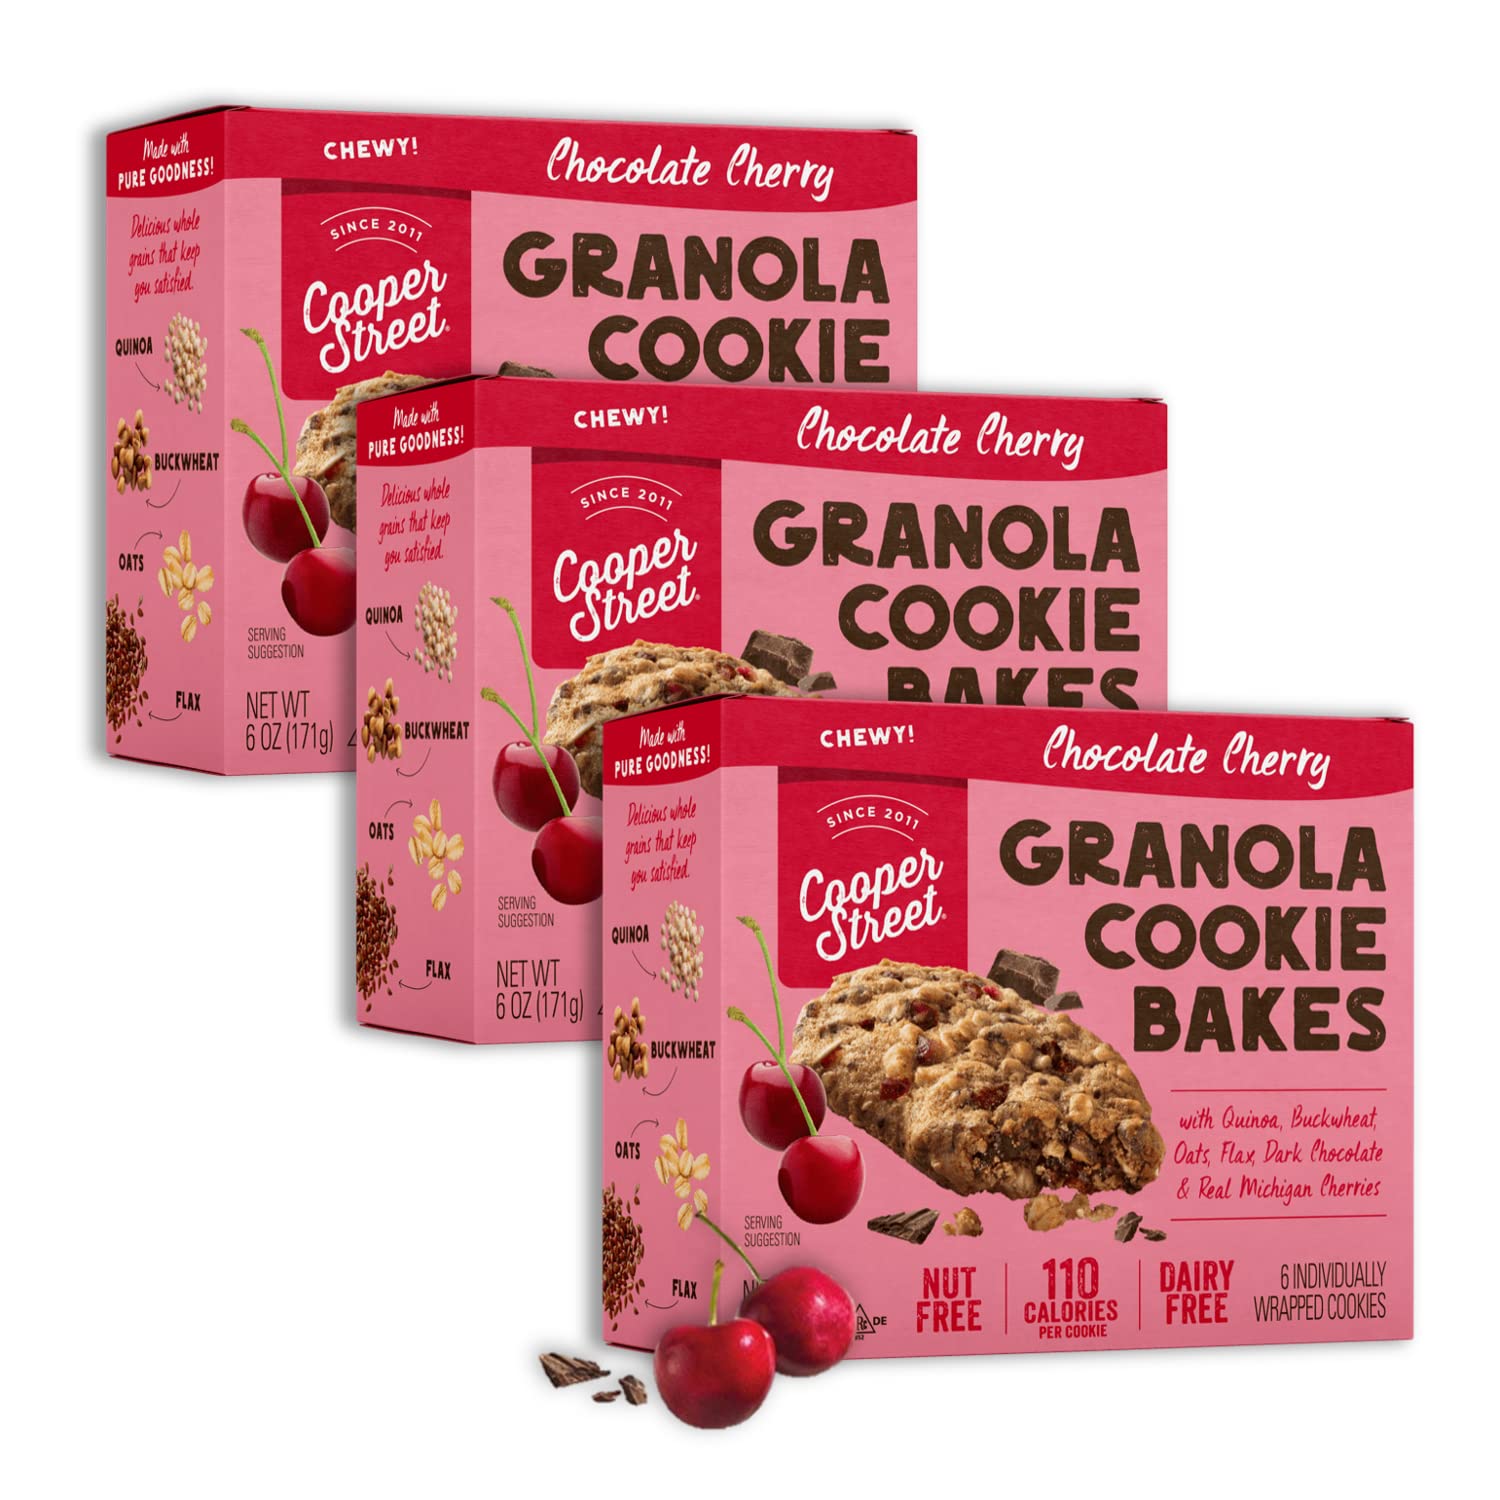 Made with
PURE GOODNESS!
Delicious whole
grains that keep
you satisfied.
QUINOA
BUCKWHEAT
OATS
FLAX
CHEWY!
Chocolate Cherry
SINCE 2011
Cooper
Street®
GRANOLA
COOKIE
SERVING
SUGGESTION
NET WT
6 OZ (171g)
Made with
PURE GOODNESS!
Delicious whole
grains that keep
you satisfied.
QUINOA
BUCKWHEAT
OATS
FLAX
CHEWY!
Chocolate Cherry
SINCE 2011
Cooper
Street®
GRANOLA
COOKIE
BAKES
SERVING
SUGGESTION
NET WT
6 OZ (171g)
Made with
PURE GOODNESS!
Delicious whole
grains that keep
you satisfied.
QUINOA
BUCKWHEAT
OATS
FLAX
CHEWY!
Chocolate Cherry
SINCE 2011
Cooper
Street®
GRANOLA
COOKIE
BAKES
with Quinoa, Buckwheat,
Oats, Flax, Dark Chocolate
& Real Michigan Cherries
SERVING
SUGGESTION
DE
NUT
FREE
110
CALORIES
PER COOKIE
DAIRY
FREE
6 INDIVIDUALLY
WRAPPED COOKIES